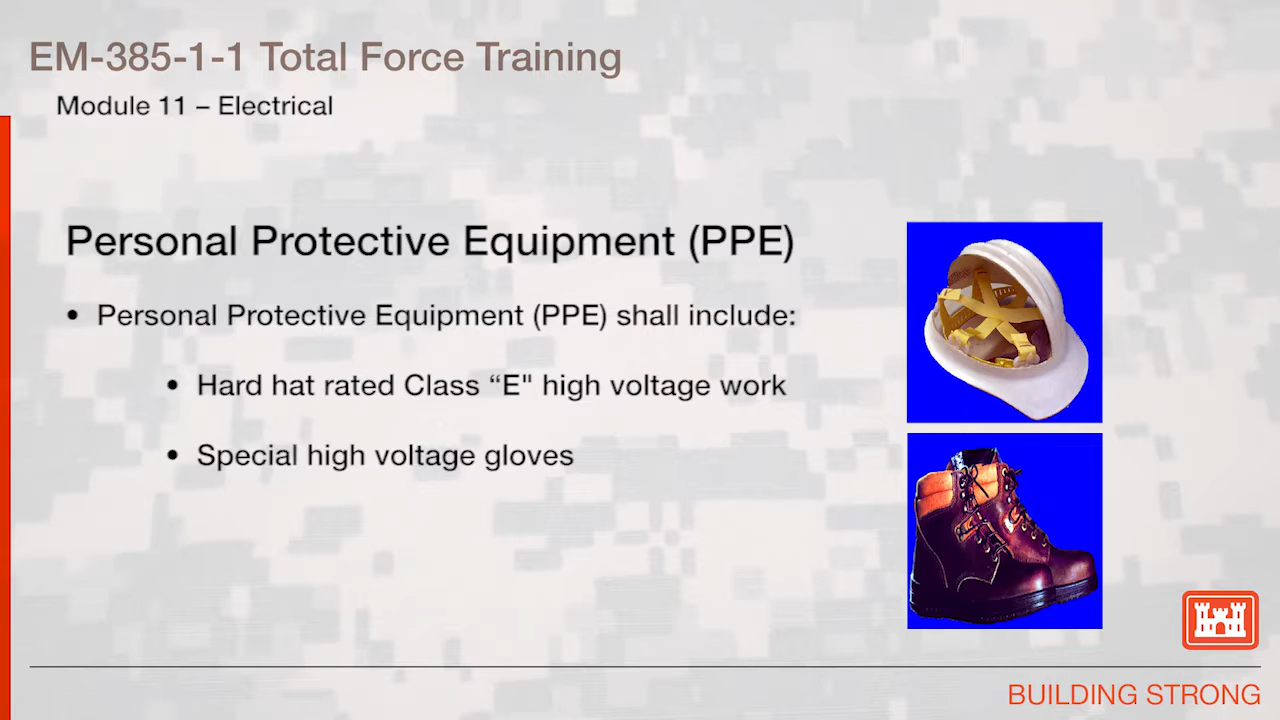 EM-385-1-1 Total Force Training
Module 11 – Electrical
Personal Protective Equipment (PPE)
• Personal Protective Equipment (PPE) shall include:
• Hard hat rated Class “E" high voltage work
• Special high voltage gloves
BUILDING STRONG